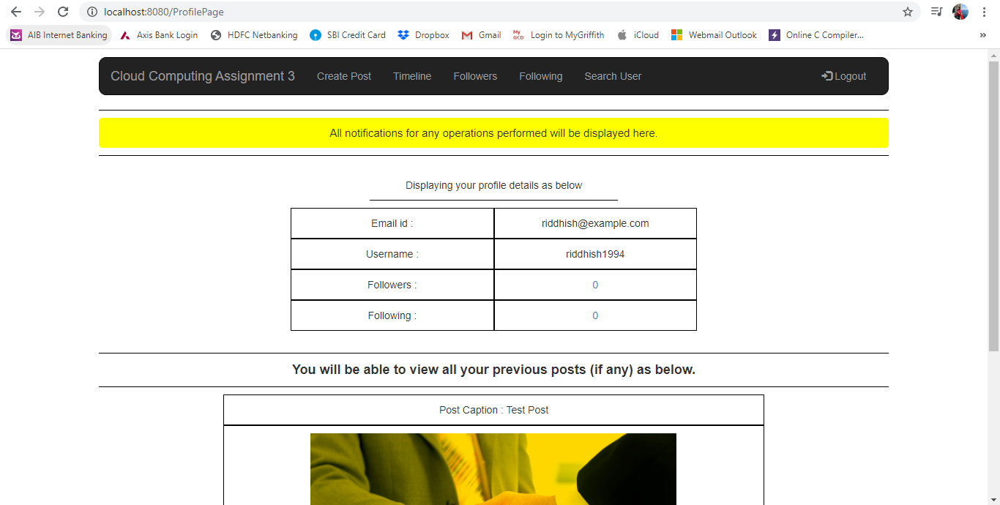 localhost:8080/ProfilePage
AIB Internet Banking Axis Bank Login HDFC Netbanking SBI Credit Card Dropbox Gmail My GCD Login to MyGriffith iCloud Webmail Outlook Online C Compiler... »
Cloud Computing Assignment 3 Create Post Timeline Followers Following Search User Logout
All notifications for any operations performed will be displayed here.
Displaying your profile details as below
Email id : riddhish@example.com
Username : riddhish1994
Followers : 0
Following : 0
You will be able to view all your previous posts (if any) as below.
Post Caption : Test Post